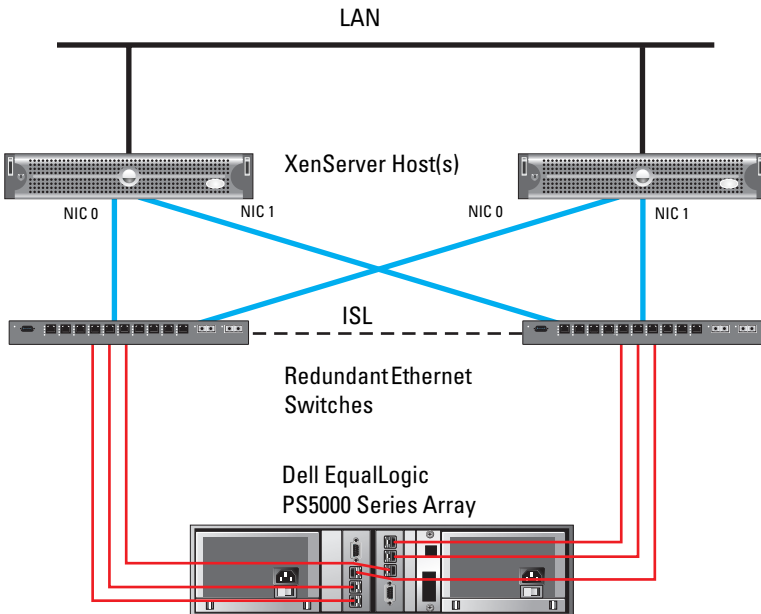 LAN
XenServer Host(s)
NIC 0
NIC 1
NIC 0
NIC 1
ISL
Redundant Ethernet
Switches
Dell EqualLogic
PS5000 Series Array